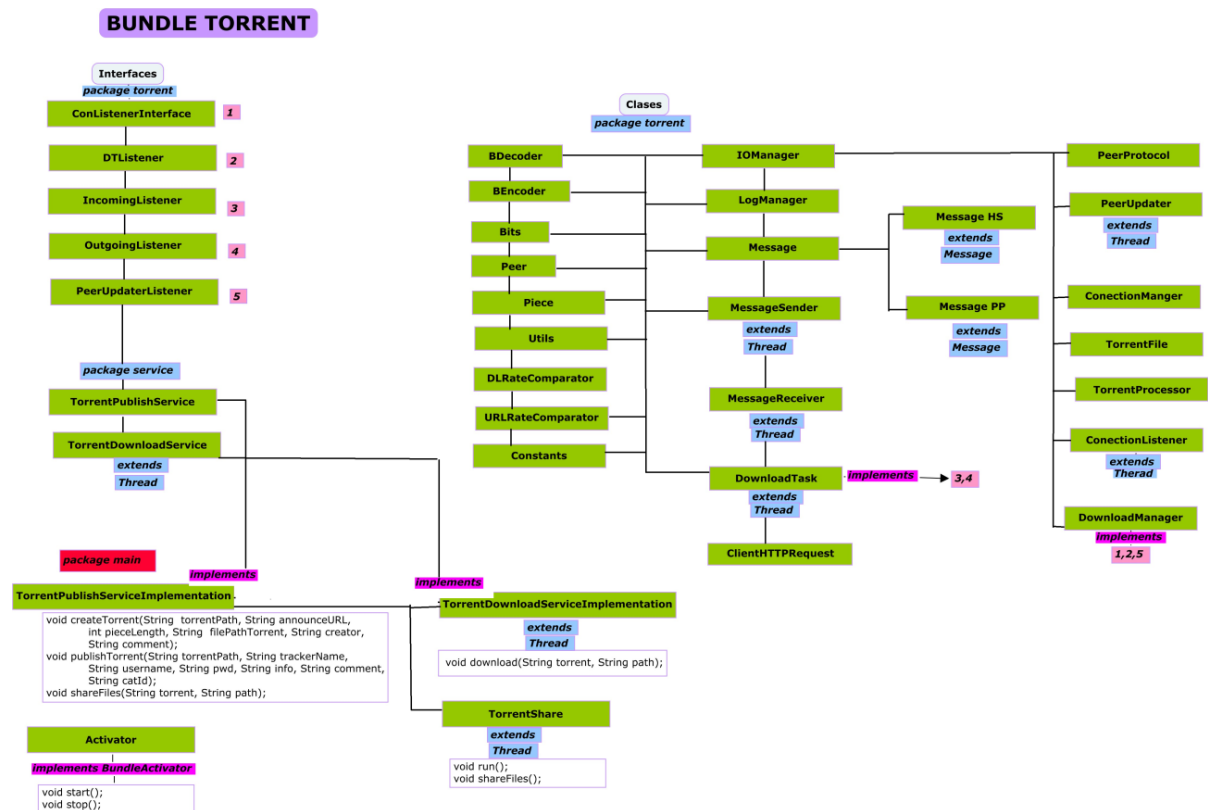 BUNDLE TORRENT
Interfaces
package torrent
ConListenerInterface
1
DTListener
2
IncomingListener
3
OutgoingListener
4
PeerUpdaterListener
5
package service
TorrentPublishService
TorrentDownloadService
extends
Thread
package main
implements
TorrentPublishServiceImplementation
void createTorrent(String torrentPath, String announceURL,
int pieceLength, String filePathTorrent, String creator,
String comment);
void publishTorrent(String torrentPath, String trackerName,
String username, String pwd, String info, String comment,
String catId);
void shareFiles(String torrent, String path);
implements
TorrentDownloadServiceImplementation
extends
Thread
void download(String torrent, String path);
TorrentShare
extends
Thread
void run();
void shareFiles();
Activator
implements BundleActivator
void start();
void stop();
Clases
package torrent
BDecoder
BEncoder
Bits
Peer
Piece
Utils
DLRateComparator
URLRateComparator
Constants
IOManager
LogManager
Message
MessageSender
extends
Thread
MessageReceiver
extends
Thread
DownloadTask
extends
Thread
implements
3,4
ClientHTTPRequest
Message HS
extends
Message
Message PP
extends
Message
PeerProtocol
PeerUpdater
extends
Thread
ConectionManger
TorrentFile
TorrentProcessor
ConectionListener
extends
Therad
DownloadManager
implements
1,2,5